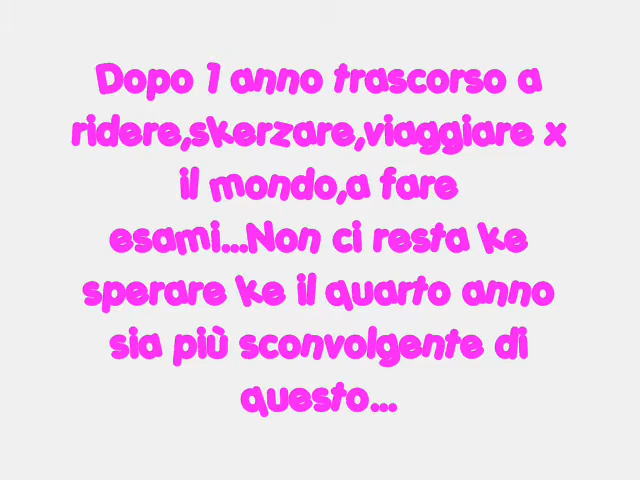 Dopo 1 anno trascorso a
ridere,skerzare,viaggiare x
il mondo,a fare
esami...Non ci resta ke
sperare ke il quarto anno
sia più sconvolgente di
questo...